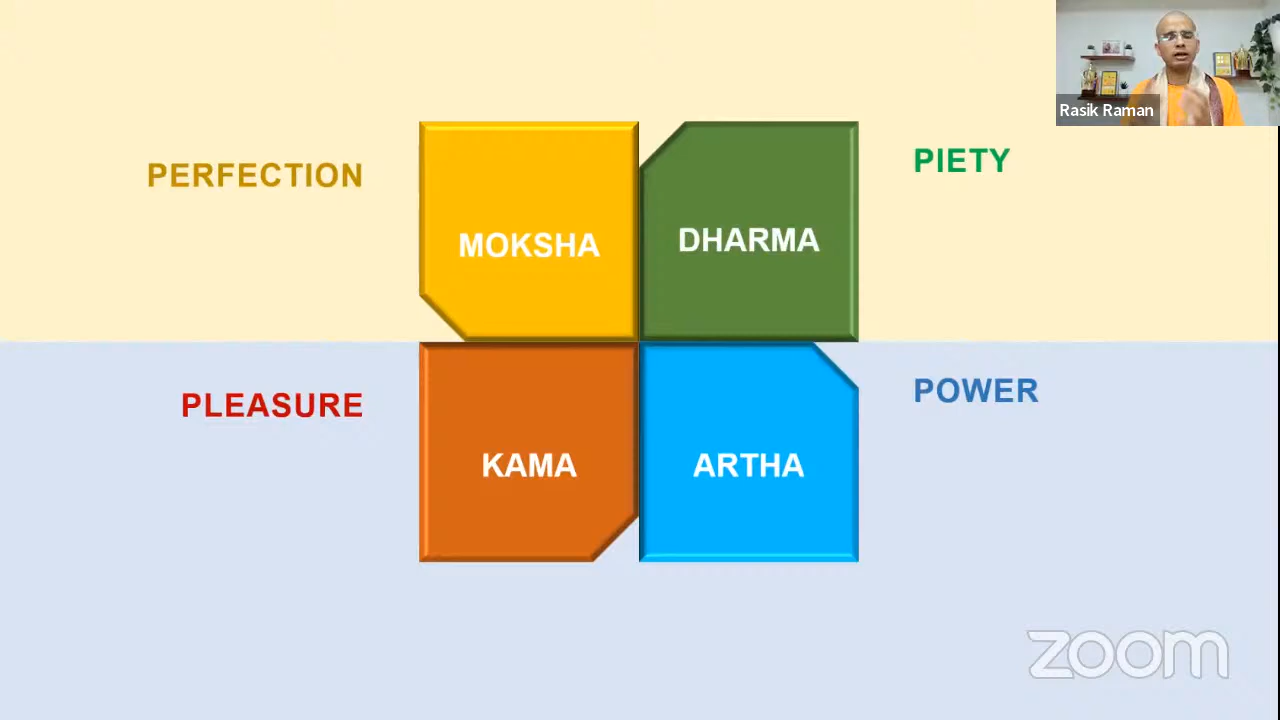 Rasik Raman
PERFECTION
PIETY
MOKSHA
DHARMA
PLEASURE
POWER
KAMA
ARTHA
zoom